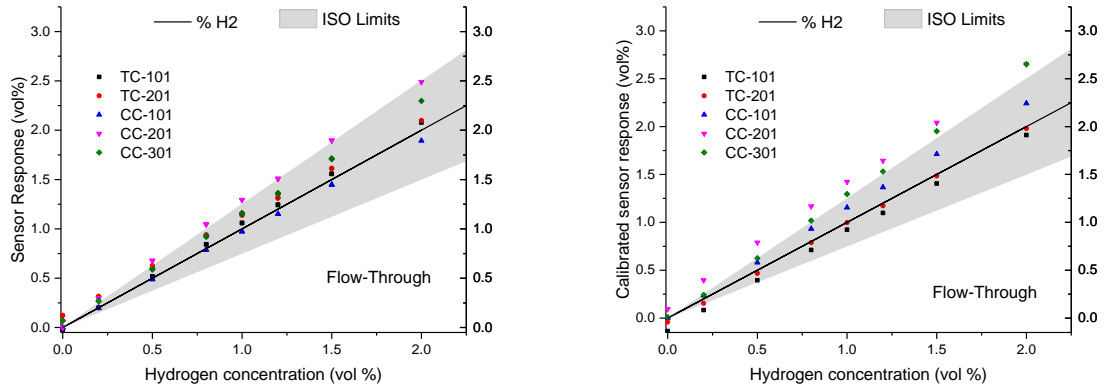 % H2
ISO Limits
3.0
2.5
2.0
1.5
1.0
0.5
0.0
3.0
2.5
2.0
1.5
1.0
0.5
0.0
TC-101
TC-201
CC-101
CC-201
CC-301
Flow-Through
Sensor Response (vol%)
0.0 0.5 1.0 1.5 2.0
Hydrogen concentration (vol %)
% H2
ISO Limits
3.0
2.5
2.0
1.5
1.0
0.5
0.0
3.0
2.5
2.0
1.5
1.0
0.5
0.0
TC-101
TC-201
CC-101
CC-201
CC-301
Flow-Through
Calibrated sensor response (vol%)
0.0 0.5 1.0 1.5 2.0
Hydrogen concentration (vol %)